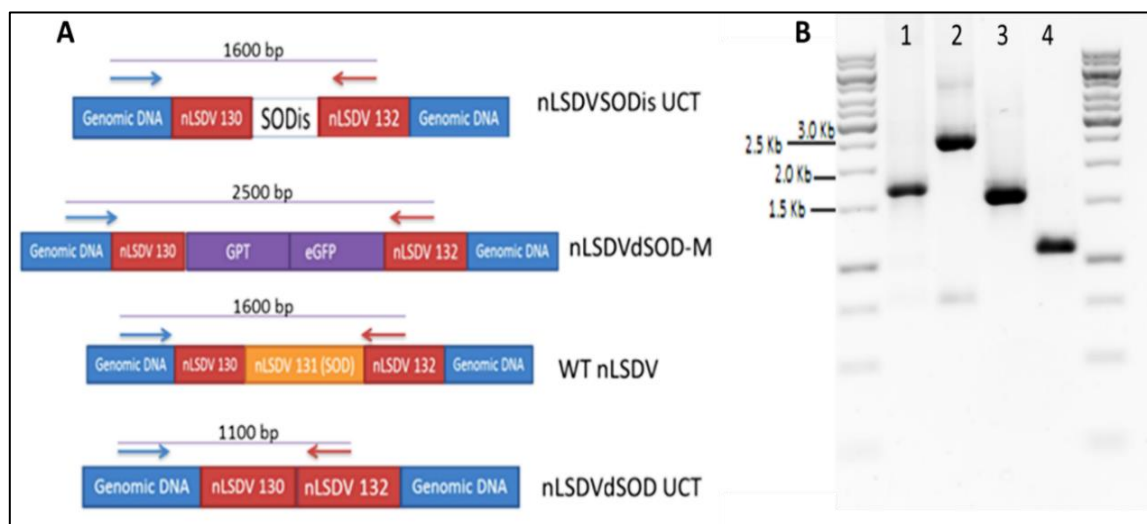 A
1600 bp
Genomic DNA nLSDV 130 SODis nLSDV 132 Genomic DNA
nLSDVSODis UCT
2500 bp
Genomic DNA nLSDV 130 GPT eGFP nLSDV 132 Genomic DNA
nLSDVdSOD-M
1600 bp
Genomic DNA nLSDV 130 nLSDV 131 (SOD) nLSDV 132 Genomic DNA
WT nLSDV
1100 bp
Genomic DNA nLSDV 130 nLSDV 132 Genomic DNA
nLSDVdSOD UCT
B
1 2 3 4
3.0 Kb
2.5 Kb
2.0 Kb
1.5 Kb